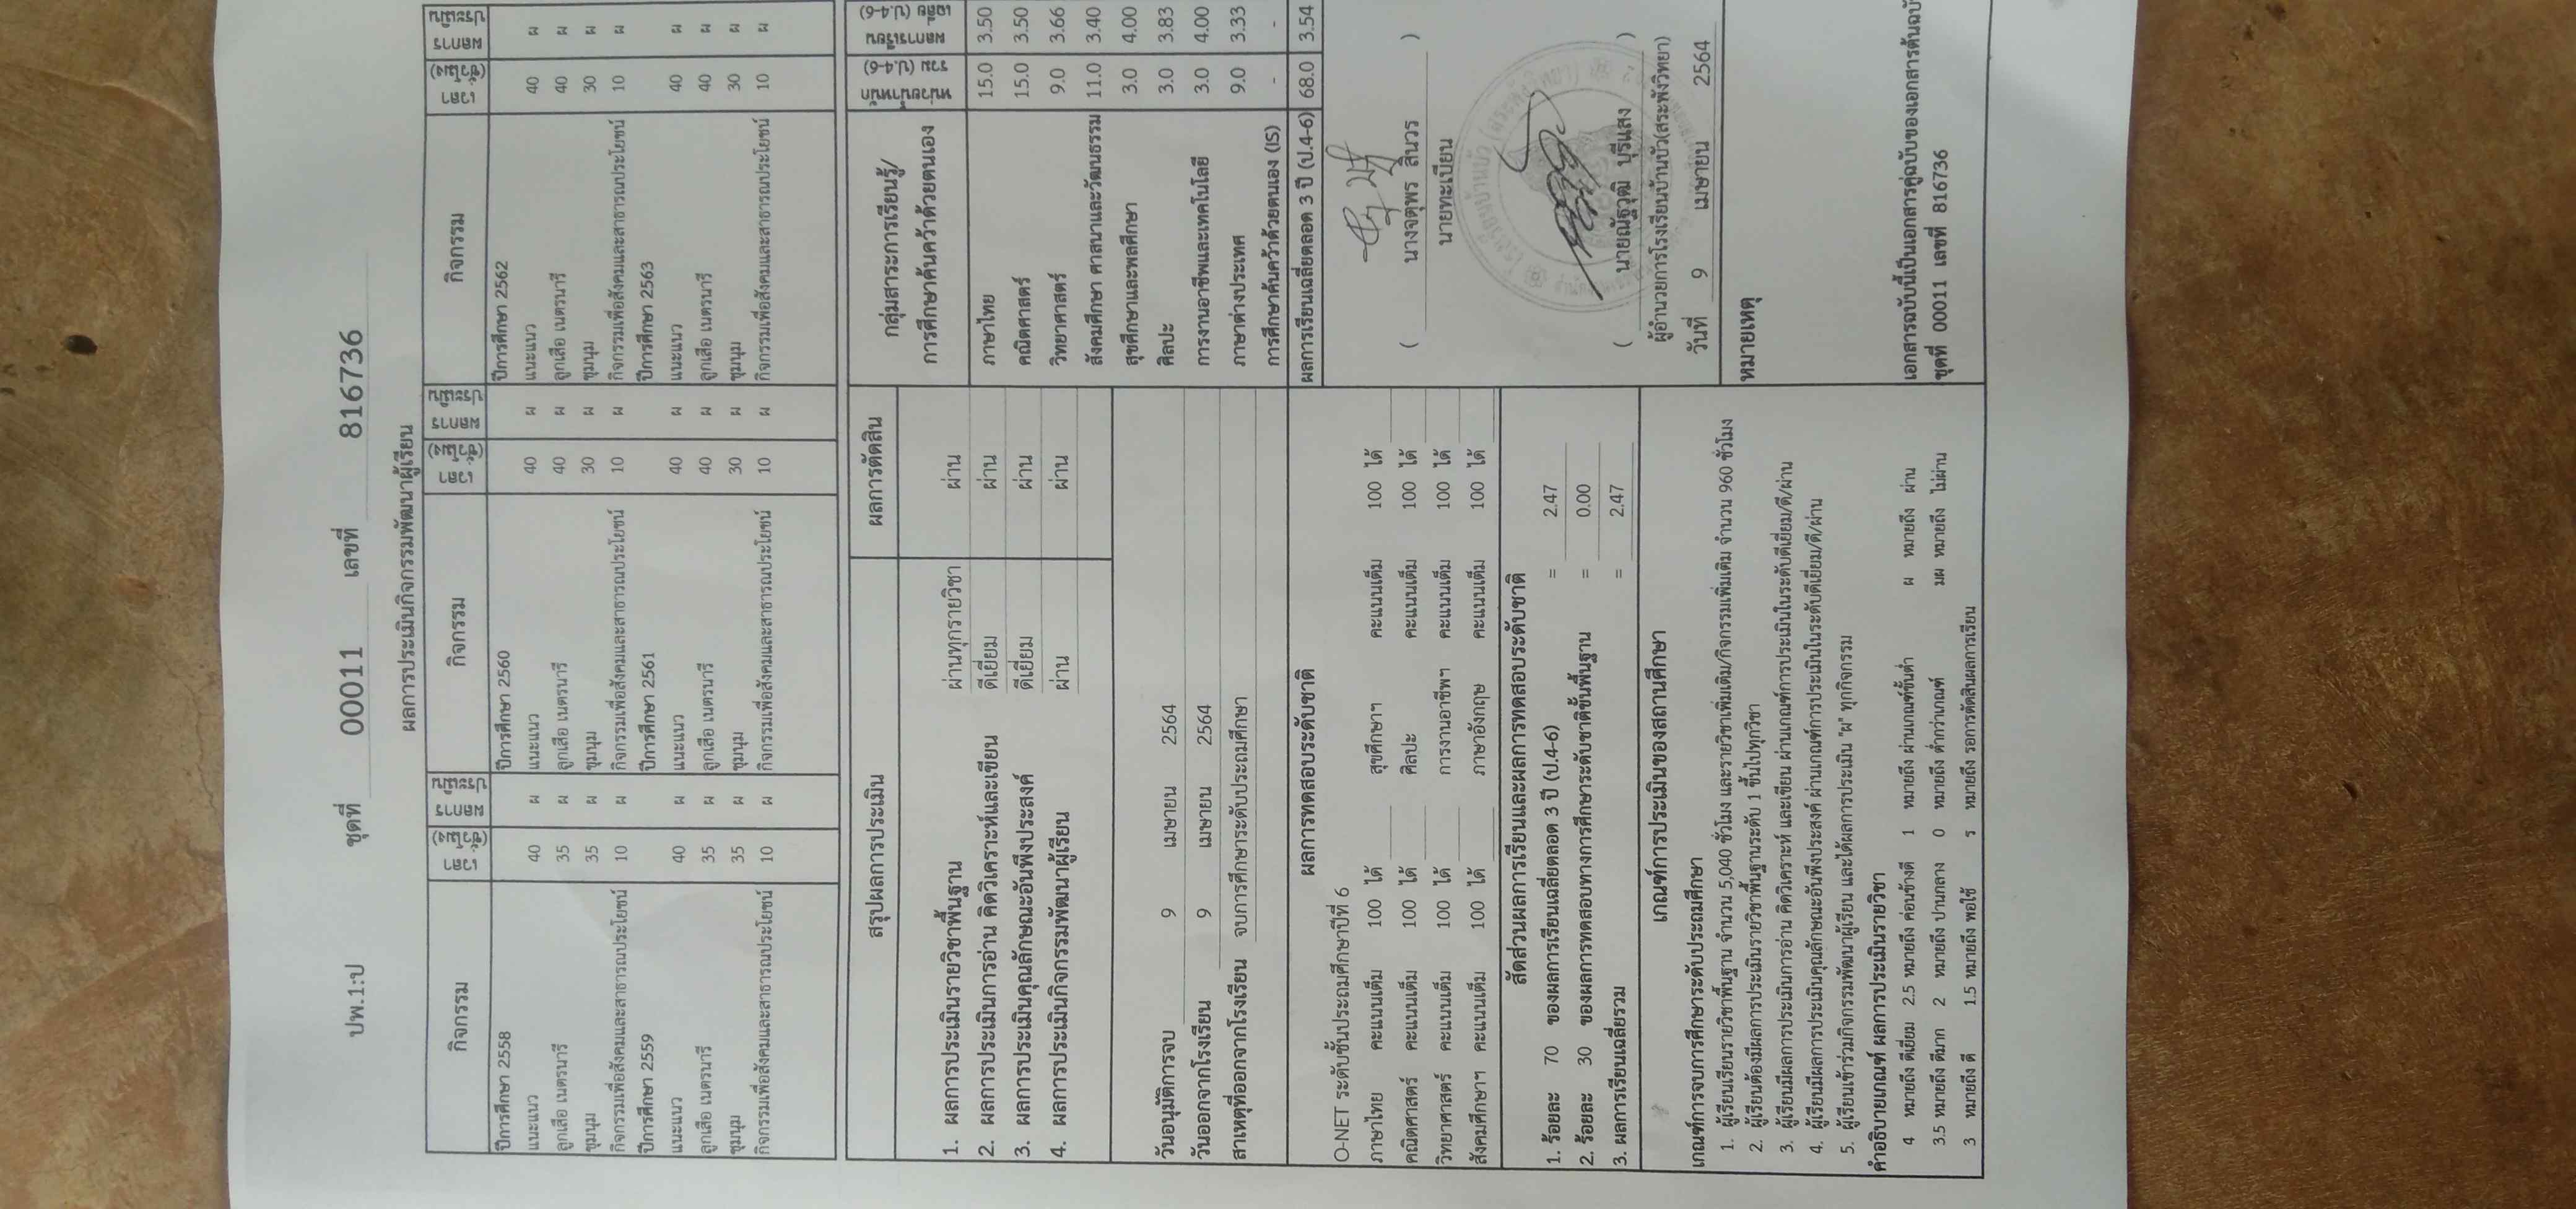 ปพ.1:ป ชุดที่ 00011 เลขที่ 816736
ผลการประเมินกิจกรรมพัฒนาผู้เรียน
กิจกรรม เวลา (ชั่วโมง) ผลการประเมิน กิจกรรม เวลา (ชั่วโมง) ผลการประเมิน กิจกรรม เวลา (ชั่วโมง) ผลการประเมิน
ปีการศึกษา 2558 ปีการศึกษา 2560 ปีการศึกษา 2562
แนะแนว 40 ผ แนะแนว 40 ผ แนะแนว 40 ผ
ลูกเสือ เนตรนารี 35 ผ ลูกเสือ เนตรนารี 40 ผ ลูกเสือ เนตรนารี 40 ผ
ชุมนุม 35 ผ ชุมนุม 30 ผ ชุมนุม 30 ผ
กิจกรรมเพื่อสังคมและสาธารณประโยชน์ 10 ผ กิจกรรมเพื่อสังคมและสาธารณประโยชน์ 10 ผ กิจกรรมเพื่อสังคมและสาธารณประโยชน์ 10 ผ
ปีการศึกษา 2559 ปีการศึกษา 2561 ปีการศึกษา 2563
แนะแนว 40 ผ แนะแนว 40 ผ แนะแนว 40 ผ
ลูกเสือ เนตรนารี 35 ผ ลูกเสือ เนตรนารี 40 ผ ลูกเสือ เนตรนารี 40 ผ
ชุมนุม 35 ผ ชุมนุม 30 ผ ชุมนุม 30 ผ
กิจกรรมเพื่อสังคมและสาธารณประโยชน์ 10 ผ กิจกรรมเพื่อสังคมและสาธารณประโยชน์ 10 ผ กิจกรรมเพื่อสังคมและสาธารณประโยชน์ 10 ผ
สรุปผลการประเมิน ผลการตัดสิน
1. ผลการประเมินรายวิชาพื้นฐาน ผ่านทุกรายวิชา ผ่าน
2. ผลการประเมินการอ่าน คิดวิเคราะห์และเขียน ดีเยี่ยม ผ่าน
3. ผลการประเมินคุณลักษณะอันพึงประสงค์ ดีเยี่ยม ผ่าน
4. ผลการประเมินกิจกรรมพัฒนาผู้เรียน ผ่าน ผ่าน
วันอนุมัติการจบ 9 เมษายน 2564
วันออกจากโรงเรียน 9 เมษายน 2564
สาเหตุที่ออกจากโรงเรียน จบการศึกษาระดับประถมศึกษา
ผลการทดสอบระดับชาติ
O-NET ระดับชั้นประถมศึกษาปีที่ 6
ภาษาไทย คะแนนเต็ม 100 ได้ สุขศึกษาฯ คะแนนเต็ม 100 ได้
คณิตศาสตร์ คะแนนเต็ม 100 ได้ ศิลปะ คะแนนเต็ม 100 ได้
วิทยาศาสตร์ คะแนนเต็ม 100 ได้ การงานอาชีพฯ คะแนนเต็ม 100 ได้
สังคมศึกษาฯ คะแนนเต็ม 100 ได้ ภาษาอังกฤษ คะแนนเต็ม 100 ได้
สัดส่วนผลการเรียนและผลการทดสอบระดับชาติ
1. ร้อยละ 70 ของผลการเรียนเฉลี่ยตลอด 3 ปี (ป.4-6) = 2.47
2. ร้อยละ 30 ของผลการทดสอบทางการศึกษาระดับชาติขั้นพื้นฐาน = 0.00
3. ผลการเรียนเฉลี่ยรวม = 2.47
เกณฑ์การประเมินของสถานศึกษา
เกณฑ์การจบการศึกษาระดับประถมศึกษา
1. ผู้เรียนเรียนรายวิชาพื้นฐาน จำนวน 5,040 ชั่วโมง และรายวิชาเพิ่มเติม/กิจกรรมเพิ่มเติม จำนวน 960 ชั่วโมง
2. ผู้เรียนต้องมีผลการประเมินรายวิชาพื้นฐานระดับ 1 ขึ้นไปทุกวิชา
3. ผู้เรียนมีผลการประเมินการอ่าน คิดวิเคราะห์ และเขียน ผ่านเกณฑ์การประเมินในระดับดีเยี่ยม/ดี/ผ่าน
4. ผู้เรียนมีผลการประเมินคุณลักษณะอันพึงประสงค์ ผ่านเกณฑ์การประเมินในระดับดีเยี่ยม/ดี/ผ่าน
5. ผู้เรียนเข้าร่วมกิจกรรมพัฒนาผู้เรียน และได้ผลการประเมิน "ผ" ทุกกิจกรรม
คำอธิบายเกณฑ์ ผลการประเมินรายวิชา
4 หมายถึง ดีเยี่ยม 2.5 หมายถึง ค่อนข้างดี 1 หมายถึง ผ่านเกณฑ์ขั้นต่ำ ผ หมายถึง ผ่าน
3.5 หมายถึง ดีมาก 2 หมายถึง ปานกลาง 0 หมายถึง ต่ำกว่าเกณฑ์ มผ หมายถึง ไม่ผ่าน
3 หมายถึง ดี 1.5 หมายถึง พอใช้ ร หมายถึง รอการตัดสินผลการเรียน
กลุ่มสาระการเรียนรู้/
การศึกษาค้นคว้าด้วยตนเอง หน่วยน้ำหนักรวม (ป.4-6) ผลการเรียนเฉลี่ย (ป.4-6)
ภาษาไทย 15.0 3.50
คณิตศาสตร์ 15.0 3.50
วิทยาศาสตร์ 9.0 3.66
สังคมศึกษา ศาสนาและวัฒนธรรม 11.0 3.40
สุขศึกษาและพลศึกษา 3.0 4.00
ศิลปะ 3.0 3.83
การงานอาชีพและเทคโนโลยี 3.0 4.00
ภาษาต่างประเทศ 9.0 3.33
การศึกษาค้นคว้าด้วยตนเอง (IS) - -
ผลการเรียนเฉลี่ยตลอด 3 ปี (ป.4-6) 68.0 3.54
( นางจตุพร สินวร )
นายทะเบียน
( นายณัฐวุฒิ บุรีแสง )
ผู้อำนวยการโรงเรียนบ้านบัว(สระพังวิทยา)
วันที่ 9 เมษายน 2564
หมายเหตุ
เอกสารฉบับนี้เป็นเอกสารคู่ฉบับของเอกสารต้นฉบับ
ชุดที่ 00011 เลขที่ 816736